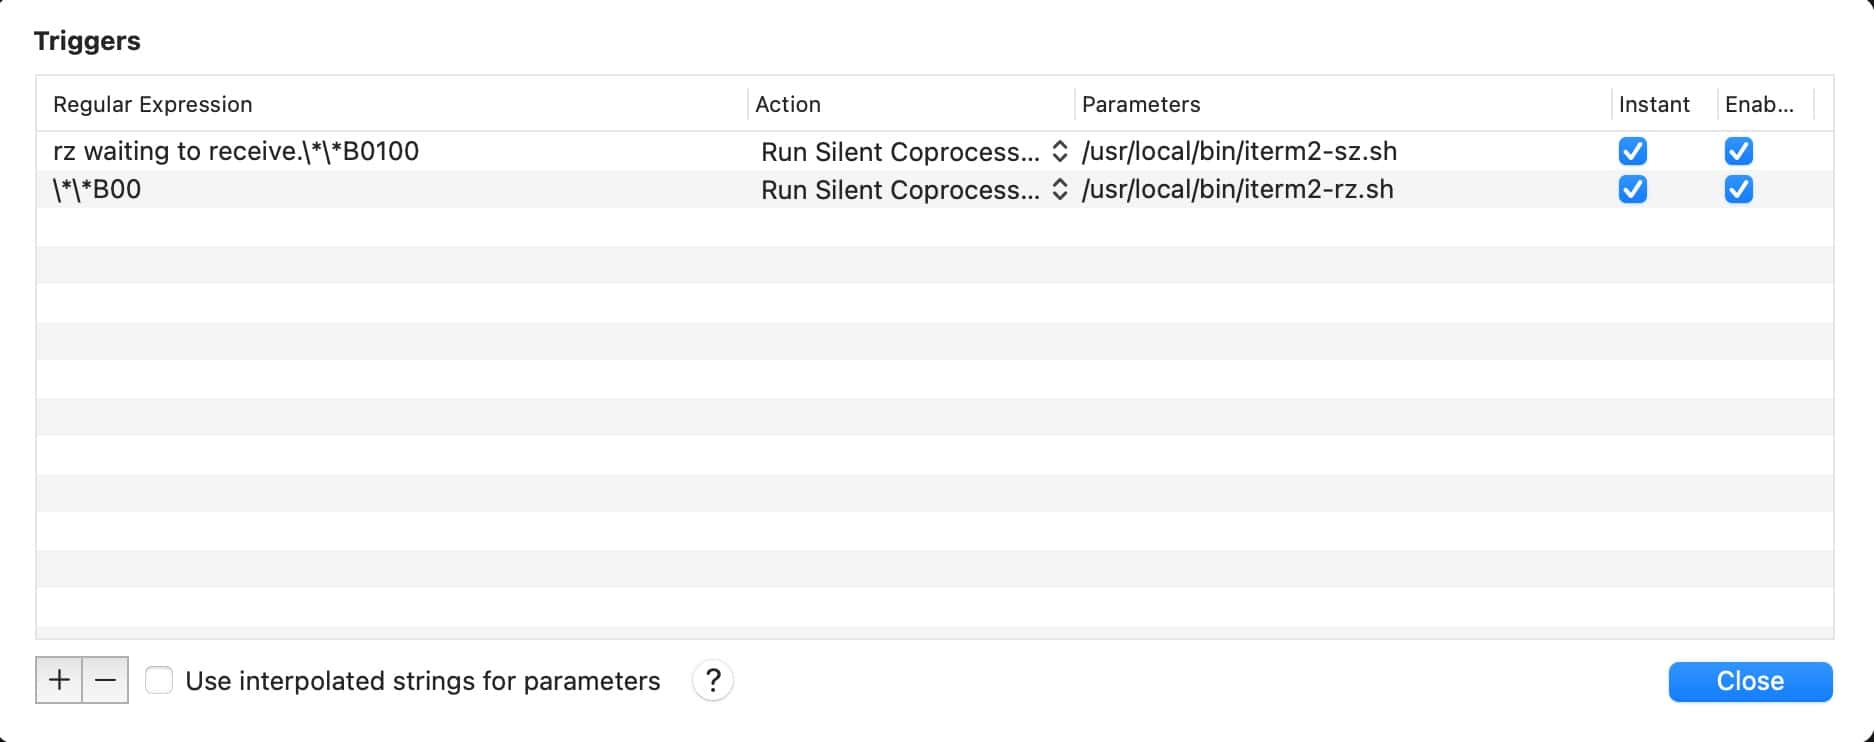 Triggers
Regular Expression Action Parameters Instant Enab...
rz waiting to receive.\*\*B0100 Run Silent Coprocess... /usr/local/bin/iterm2-sz.sh
\*\*B00 Run Silent Coprocess... /usr/local/bin/iterm2-rz.sh
+ − Use interpolated strings for parameters ? Close